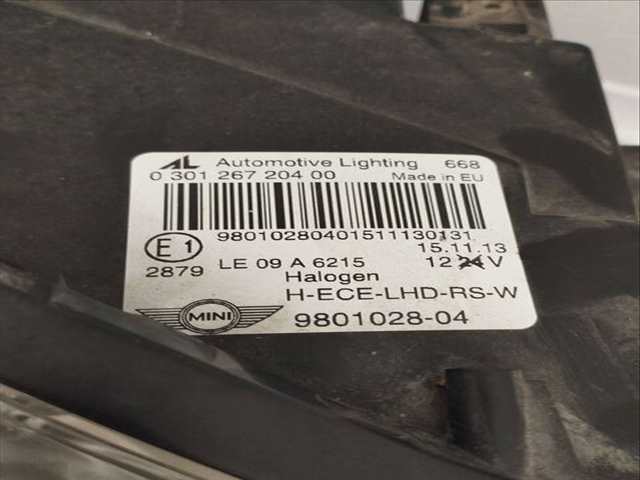 AL Automotive Lighting 668
0 301 267 204 00 Made in EU
98010280401511130131
15.11.13
E1 LE 09 A 6215 12 24 V
2879 Halogen
H-ECE-LHD-RS-W
MINI 9801028-04